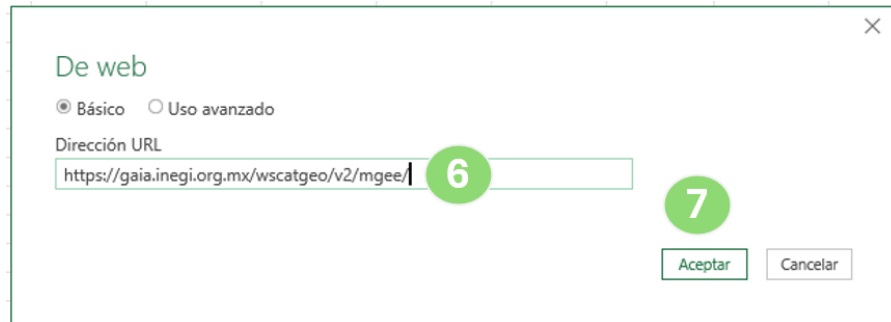 De web
Básico Uso avanzado
Dirección URL
https://gaia.inegi.org.mx/wscatgeo/v2/mgee/ 6
7
Aceptar Cancelar